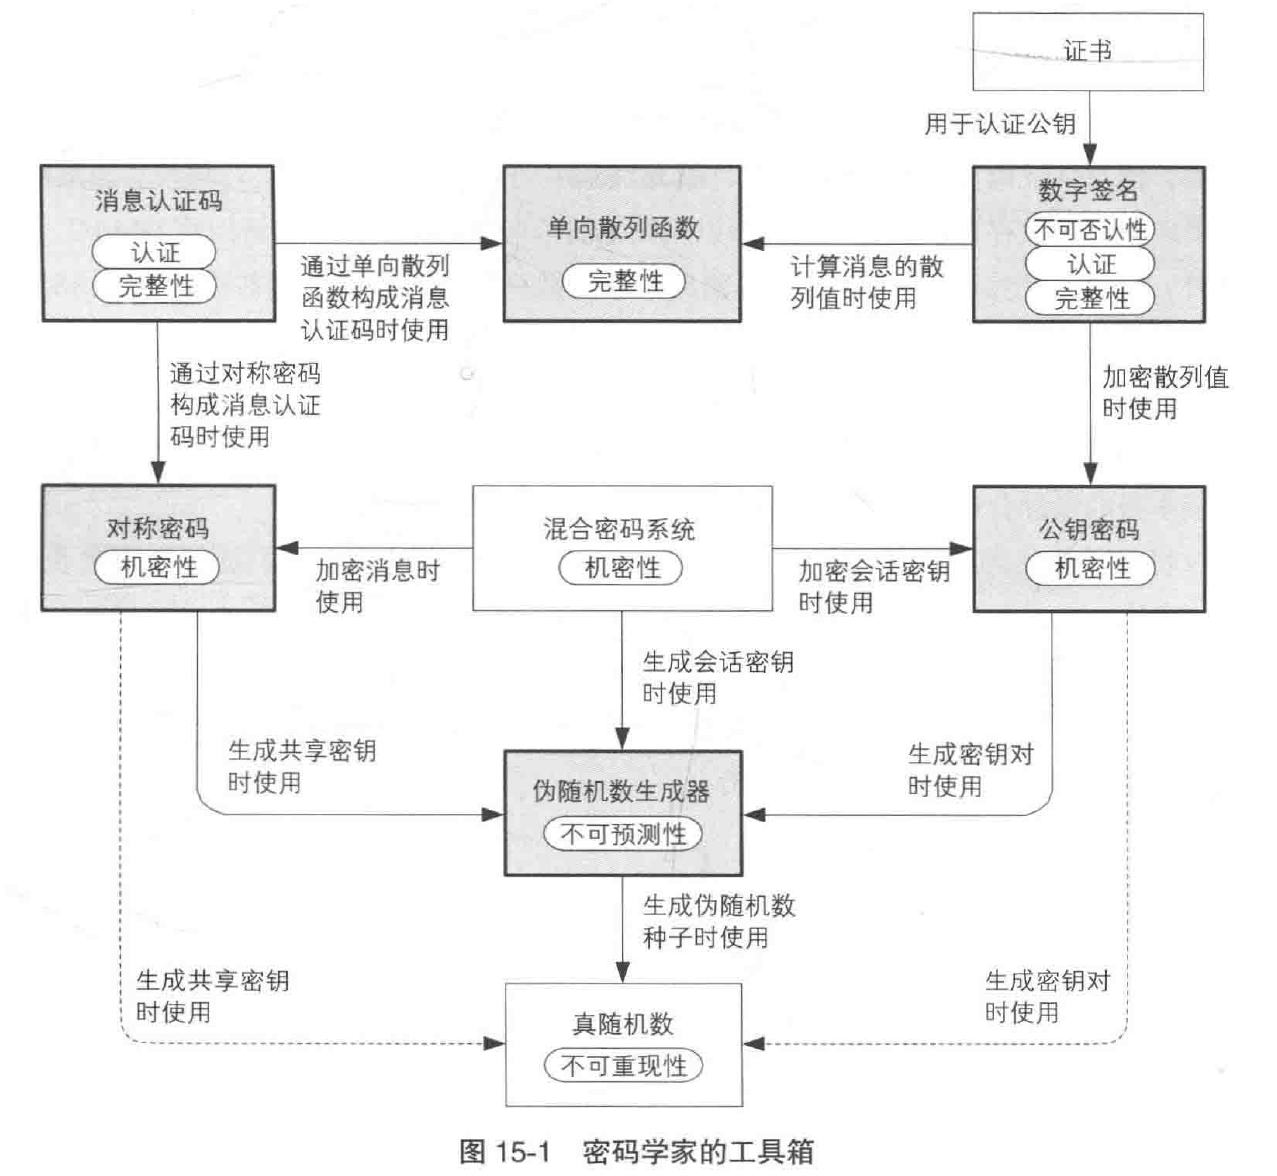 证书
用于认证公钥
消息认证码
认证
完整性
通过单向散列
函数构成消息
认证码时使用
单向散列函数
完整性
计算消息的散
列值时使用
数字签名
不可否认性
认证
完整性
通过对称密码
构成消息认证
码时使用
加密散列值
时使用
对称密码
机密性
加密消息时
使用
混合密码系统
机密性
加密会话密钥
时使用
公钥密码
机密性
生成会话密钥
时使用
生成共享密钥
时使用
伪随机数生成器
不可预测性
生成密钥对
时使用
生成伪随机数
种子时使用
生成共享密钥
时使用
真随机数
不可重现性
生成密钥对
时使用
图 15-1 密码学家的工具箱